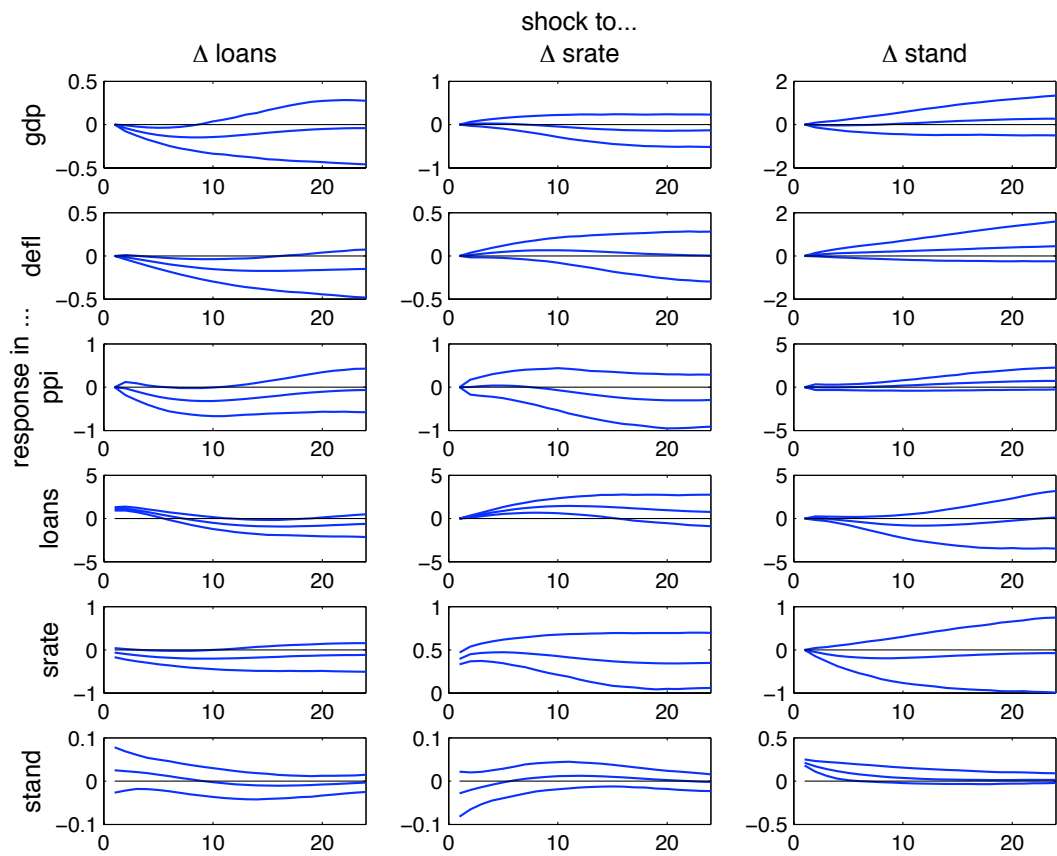 shock to...
Δ loans Δ srate Δ stand
response in ...
gdp
0.5 0 −0.5 0 10 20
1 0 −1 0 10 20
2 0 −2 0 10 20
defl
0.5 0 −0.5 0 10 20
0.5 0 −0.5 0 10 20
2 0 −2 0 10 20
ppi
1 0 −1 0 10 20
1 0 −1 0 10 20
5 0 −5 0 10 20
loans
5 0 −5 0 10 20
5 0 −5 0 10 20
5 0 −5 0 10 20
srate
1 0 −1 0 10 20
1 0.5 0 0 10 20
1 0 −1 0 10 20
stand
0.1 0 −0.1 0 10 20
0.1 0 −0.1 0 10 20
0.5 0 −0.5 0 10 20